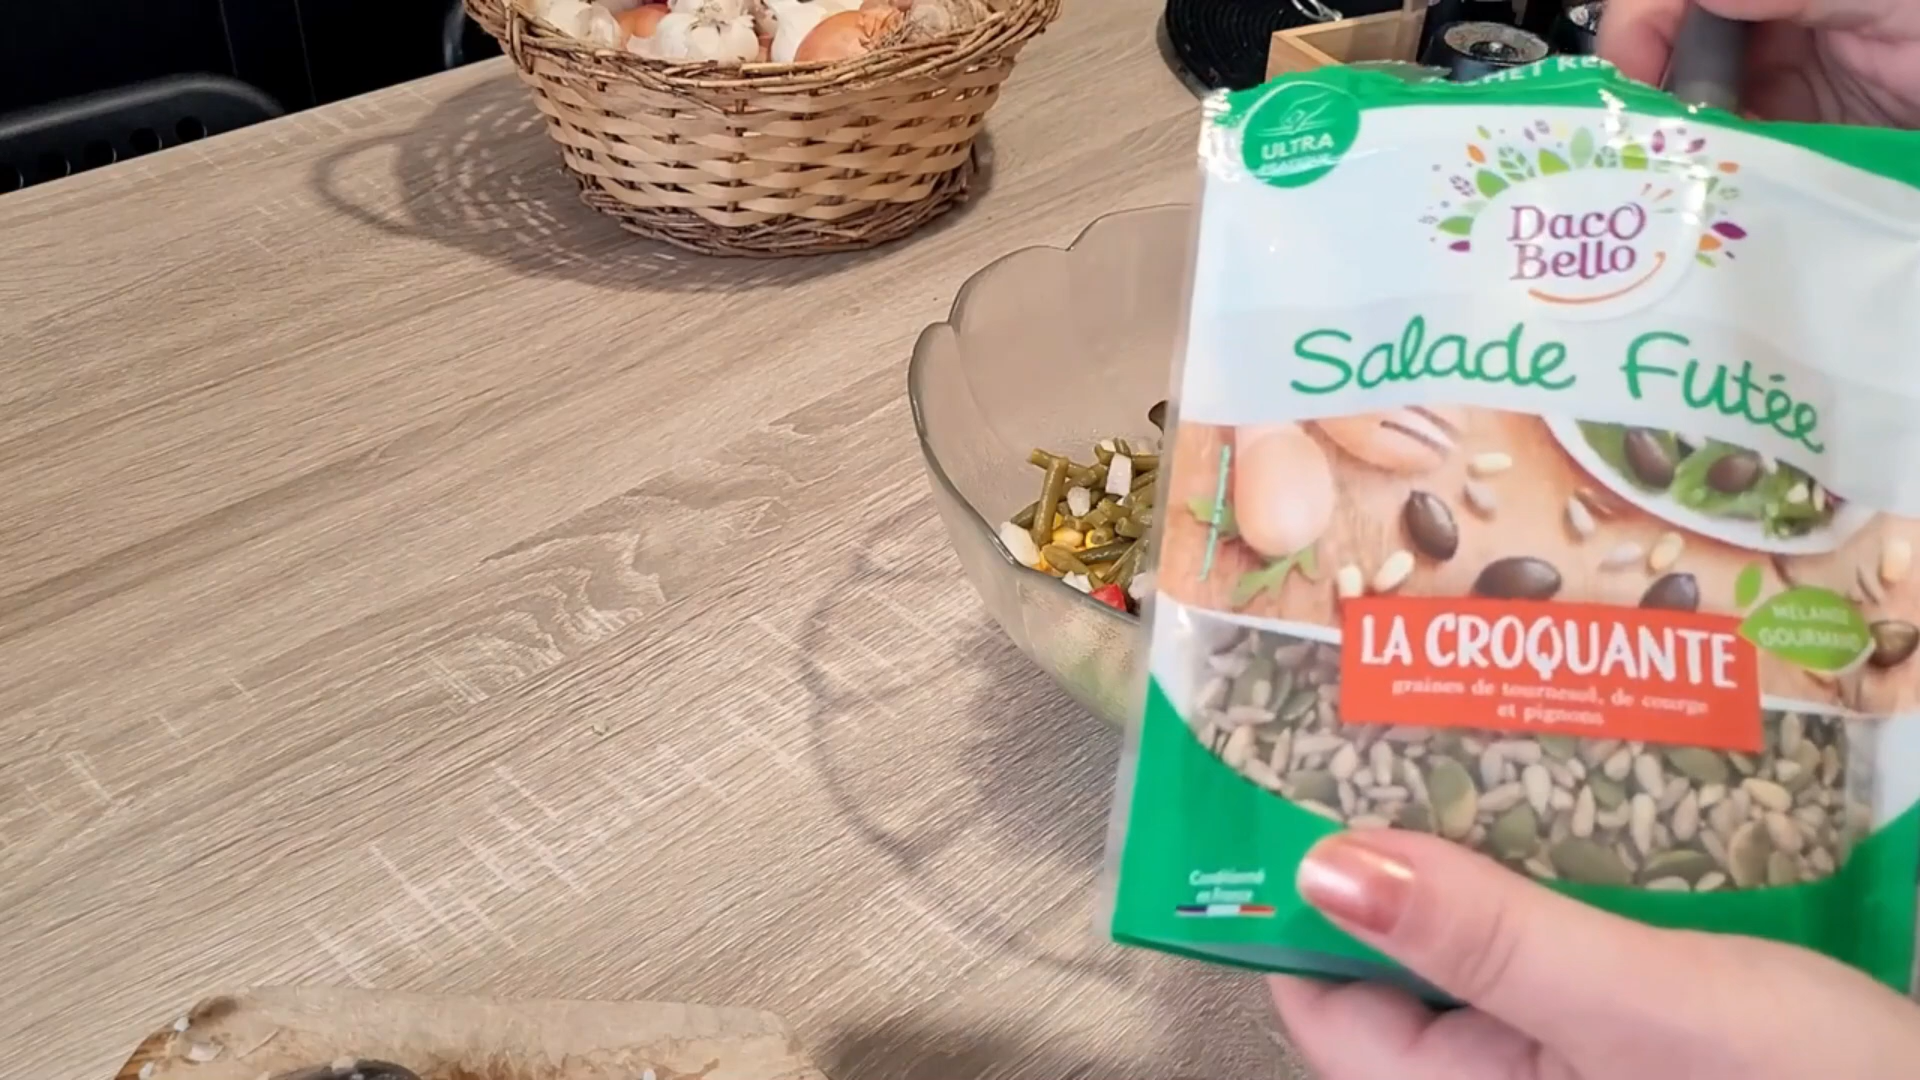 ULTRA
PRATIQUE
Daco
Bello
Salade Futée
LA CROQUANTE
graines de tournesol, de courge
et pignons
MÉLANGE
GOURMAND
Conditionné
en France